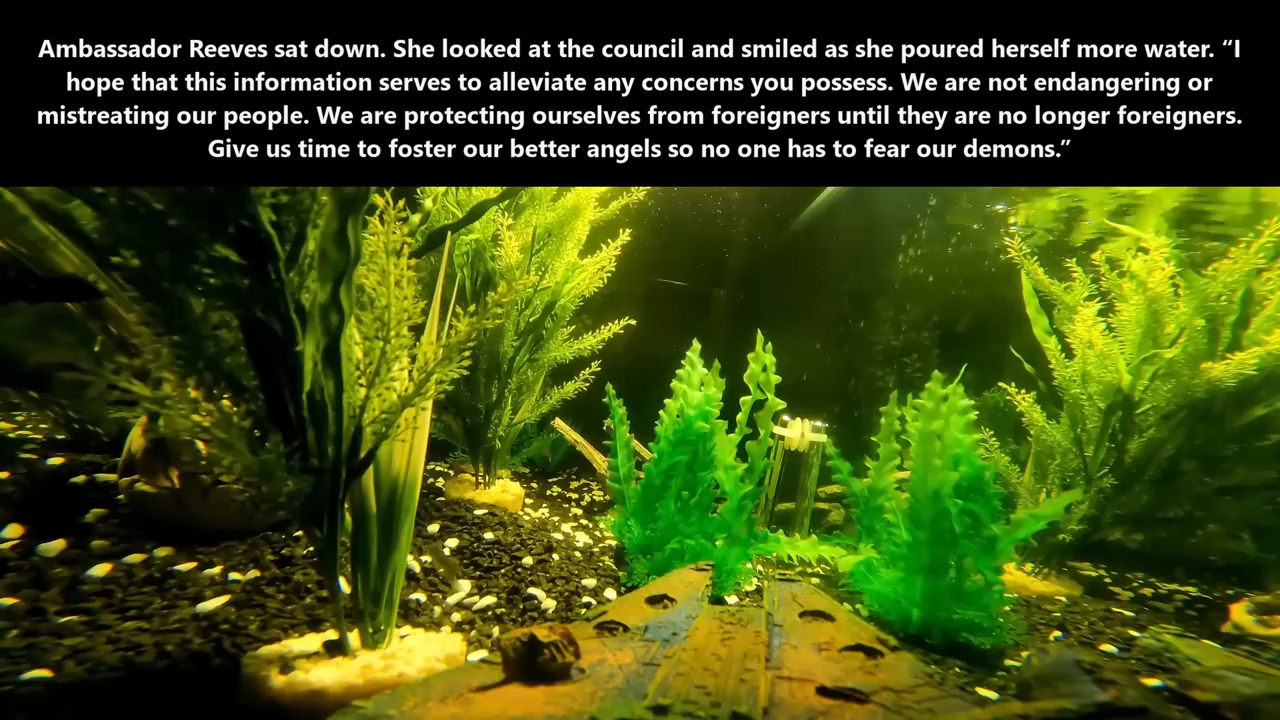 Ambassador Reeves sat down. She looked at the council and smiled as she poured herself more water. “I
hope that this information serves to alleviate any concerns you possess. We are not endangering or
mistreating our people. We are protecting ourselves from foreigners until they are no longer foreigners.
Give us time to foster our better angels so no one has to fear our demons.”